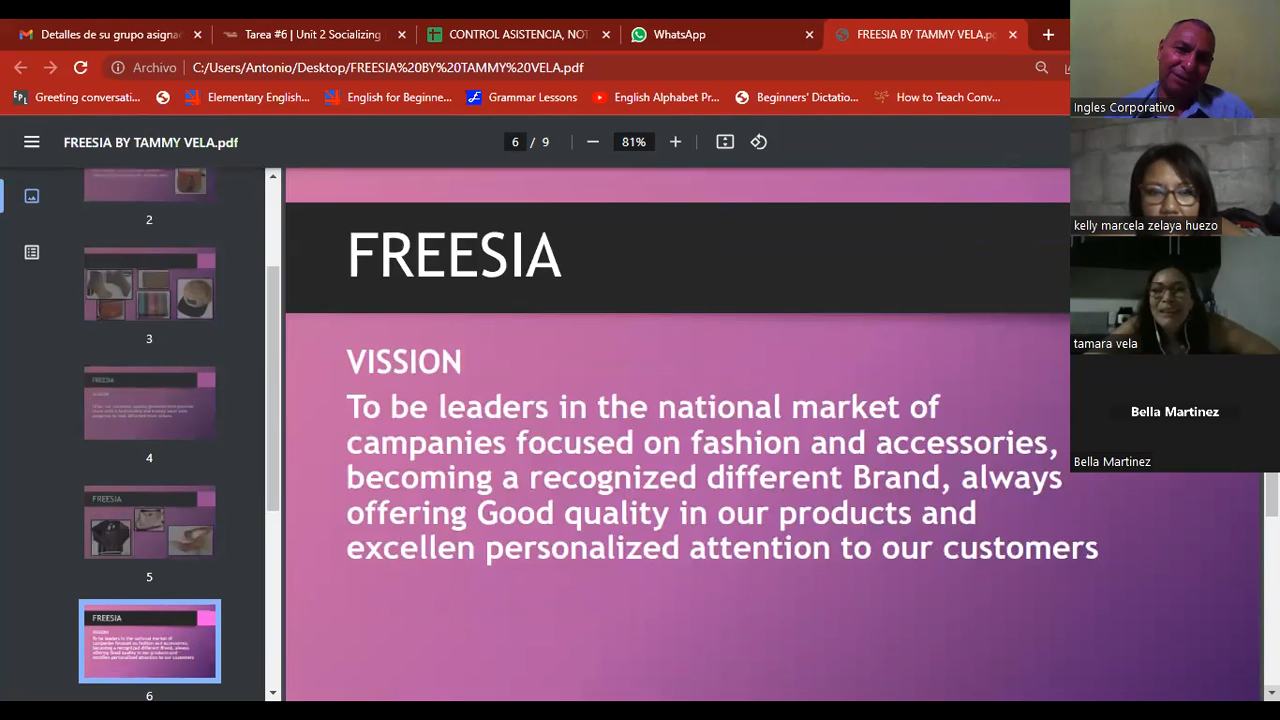 Detalles de su grupo asigna
Tarea #6 | Unit 2 Socializing
CONTROL ASISTENCIA, NOT
WhatsApp
FREESIA BY TAMMY VELA.pd
Archivo
C:/Users/Antonio/Desktop/FREESIA%20BY%20TAMMY%20VELA.pdf
EPL
Greeting conversati...
Elementary English...
English for Beginne...
Grammar Lessons
English Alphabet Pr...
Beginners' Dictatio...
How to Teach Conv...
FREESIA BY TAMMY VELA.pdf
6 / 9
81%
2
3
4
5
6
FREESIA
FREESIA
FREESIA
FREESIA
VISSION
To be leaders in the national market of
campanies focused on fashion and accessories,
becoming a recognized different Brand, always
offering Good quality in our products and
excellen personalized attention to our customers
Ingles Corporativo
kelly marcela zelaya huezo
tamara vela
Bella Martinez
Bella Martinez